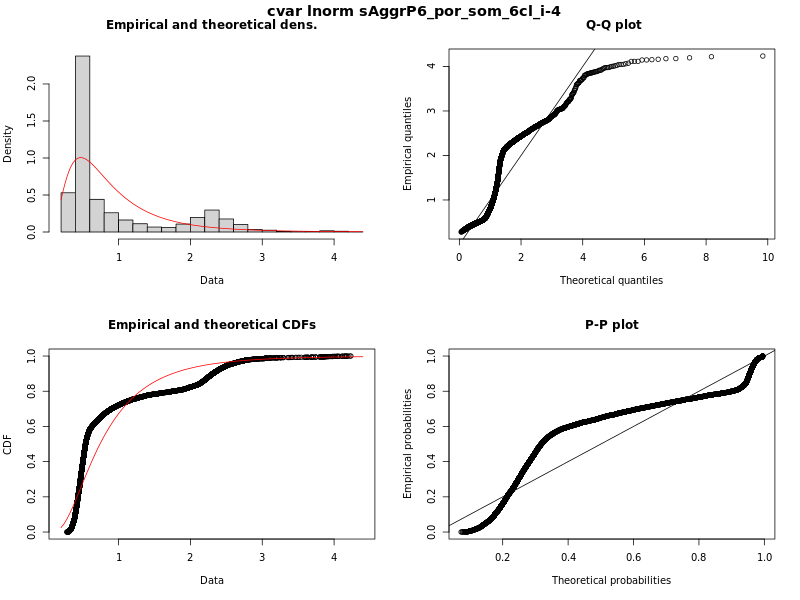 cvar lnorm sAggrP6_por_som_6cl_i-4
Empirical and theoretical dens.
Density
0.0 0.5 1.0 1.5 2.0
1 2 3 4
Data
Q-Q plot
Empirical quantiles
1 2 3 4
0 2 4 6 8 10
Theoretical quantiles
Empirical and theoretical CDFs
CDF
0.0 0.2 0.4 0.6 0.8 1.0
1 2 3 4
Data
P-P plot
Empirical probabilities
0.0 0.2 0.4 0.6 0.8 1.0
0.2 0.4 0.6 0.8 1.0
Theoretical probabilities